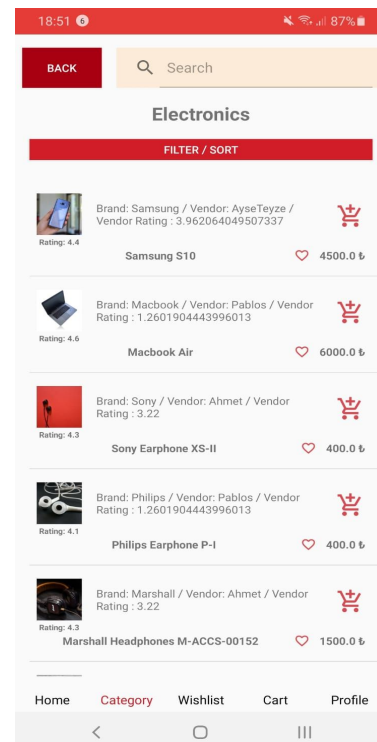 18:51 6 87%
BACK Search
Electronics
FILTER / SORT
Brand: Samsung / Vendor: AyseTeyze /
Vendor Rating : 3.962064049507337
Rating: 4.4
Samsung S10 4500.0 ₺
Brand: Macbook / Vendor: Pablos / Vendor
Rating : 1.2601904443996013
Rating: 4.6
Macbook Air 6000.0 ₺
Brand: Sony / Vendor: Ahmet / Vendor
Rating : 3.22
Rating: 4.3
Sony Earphone XS-II 400.0 ₺
Brand: Philips / Vendor: Pablos / Vendor
Rating : 1.2601904443996013
Rating: 4.1
Philips Earphone P-I 400.0 ₺
Brand: Marshall / Vendor: Ahmet / Vendor
Rating : 3.22
Rating: 4.3
Marshall Headphones M-ACCS-00152 1500.0 ₺
Home Category Wishlist Cart Profile